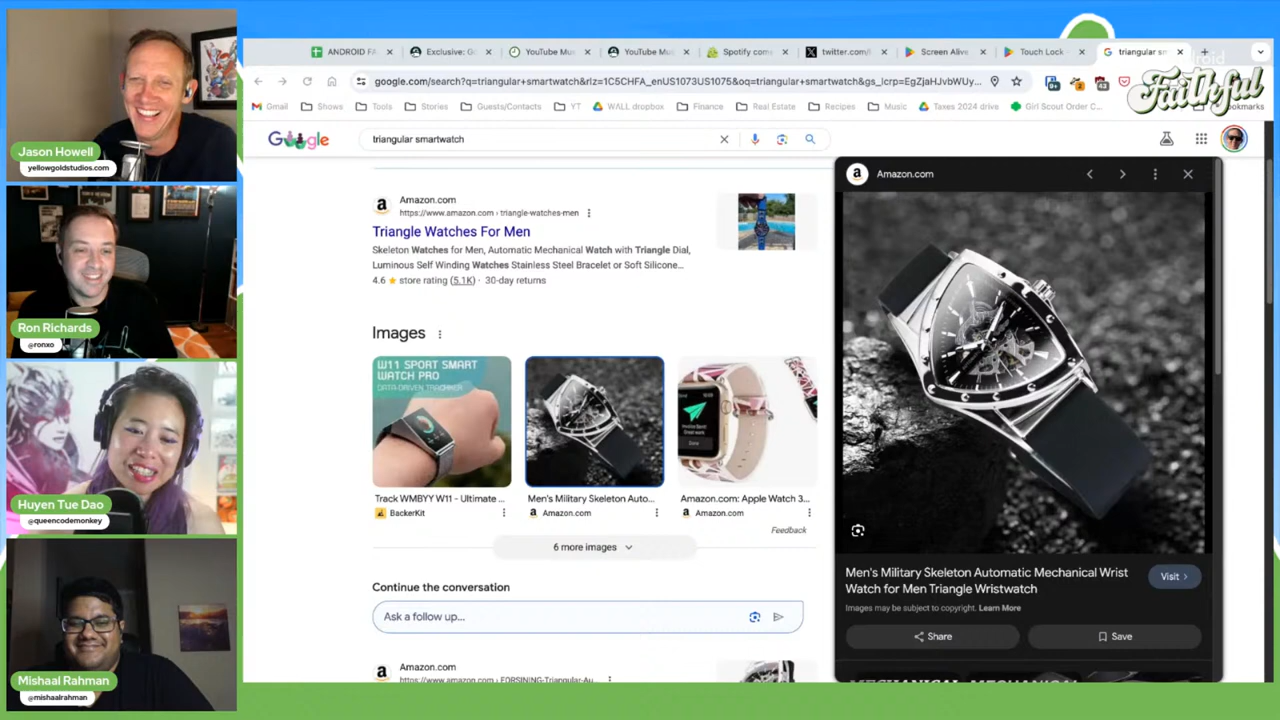 Jason Howell
yellowgoldstudios.com
Ron Richards
@ronxo
Huyen Tue Dao
@queencodemonkey
Mishaal Rahman
@mishaalrahman
ANDROID FA
Exclusive: G
YouTube Mu
YouTube Mu
Spotify com
twitter.com/
Screen Alive
Touch Lock -
triangular sm
google.com/search?q=triangular+smartwatch&rlz=1C5CHFA_enUS1073US1075&oq=triangular+smartwatch&gs_lcrp=EgZjaHJvbWUy...
Gmail
Shows
Tools
Stories
Guests/Contacts
YT
WALL dropbox
Finance
Real Estate
Recipes
Music
Taxes 2024 drive
Girl Scout Order C...
Faithful
Google
triangular smartwatch
Amazon.com
https://www.amazon.com › triangle-watches-men
Triangle Watches For Men
Skeleton Watches for Men, Automatic Mechanical Watch with Triangle Dial,
Luminous Self Winding Watches Stainless Steel Bracelet or Soft Silicone...
4.6 ★ store rating (5.1K) · 30-day returns
Images
W11 SPORT SMART
WATCH PRO
DATA-DRIVEN TRACKER
Track WMBYY W11 - Ultimate ...
BackerKit
Men's Military Skeleton Auto...
Amazon.com
Amazon.com: Apple Watch 3...
Amazon.com
Feedback
6 more images
Continue the conversation
Ask a follow up...
Amazon.com
Amazon.com
Men's Military Skeleton Automatic Mechanical Wrist
Watch for Men Triangle Wristwatch
Visit
Images may be subject to copyright. Learn More
Share
Save